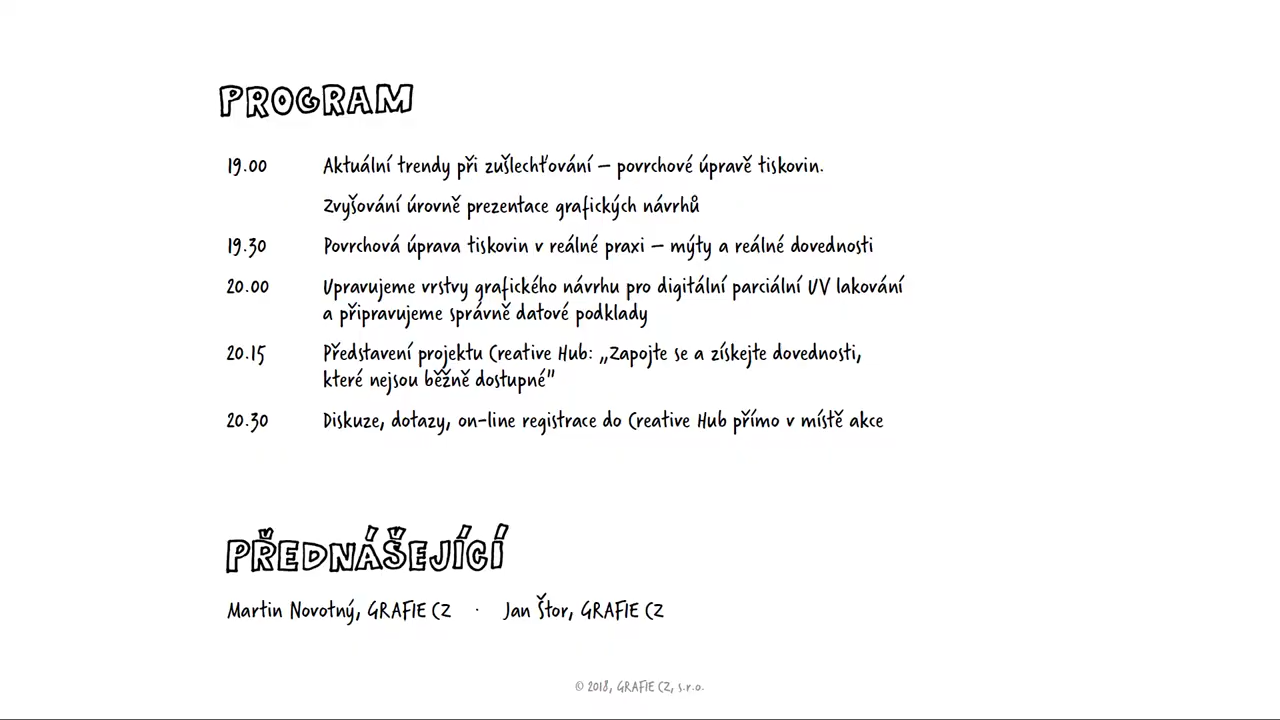 PROGRAM
19.00 Aktuální trendy při zušlechťování – povrchové úpravě tiskovin.
Zvyšování úrovně prezentace grafických návrhů
19.30 Povrchová úprava tiskovin v reálné praxi – mýty a reálné dovednosti
20.00 Upravujeme vrstvy grafického návrhu pro digitální parciální UV lakování
a připravujeme správně datové podklady
20.15 Představení projektu Creative Hub: „Zapojte se a získejte dovednosti,
které nejsou běžně dostupné"
20.30 Diskuze, dotazy, on-line registrace do Creative Hub přímo v místě akce
PŘEDNÁŠEJÍCÍ
Martin Novotný, GRAFIE CZ · Jan Štor, GRAFIE CZ
© 2018, GRAFIE CZ, s.r.o.